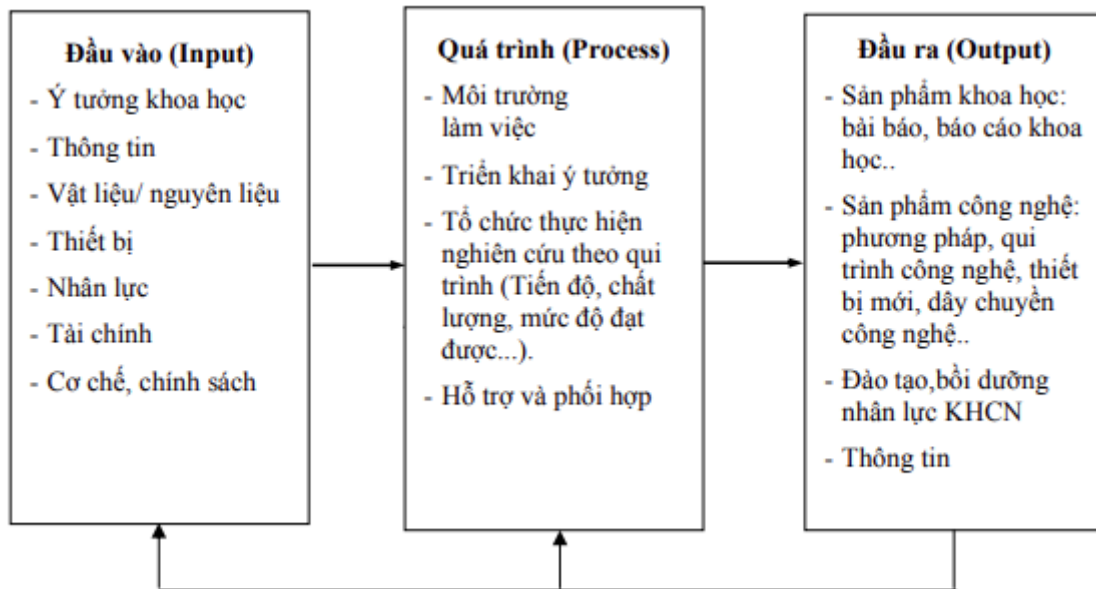 Đầu vào (Input)
- Ý tưởng khoa học
- Thông tin
- Vật liệu/ nguyên liệu
- Thiết bị
- Nhân lực
- Tài chính
- Cơ chế, chính sách
Quá trình (Process)
- Môi trường
làm việc
- Triển khai ý tưởng
- Tổ chức thực hiện
nghiên cứu theo qui
trình (Tiến độ, chất
lượng, mức độ đạt
được...).
- Hỗ trợ và phối hợp
Đầu ra (Output)
- Sản phẩm khoa học:
bài báo, báo cáo khoa
học..
- Sản phẩm công nghệ:
phương pháp, qui
trình công nghệ, thiết
bị mới, dây chuyền
công nghệ..
- Đào tạo,bồi dưỡng
nhân lực KHCN
- Thông tin